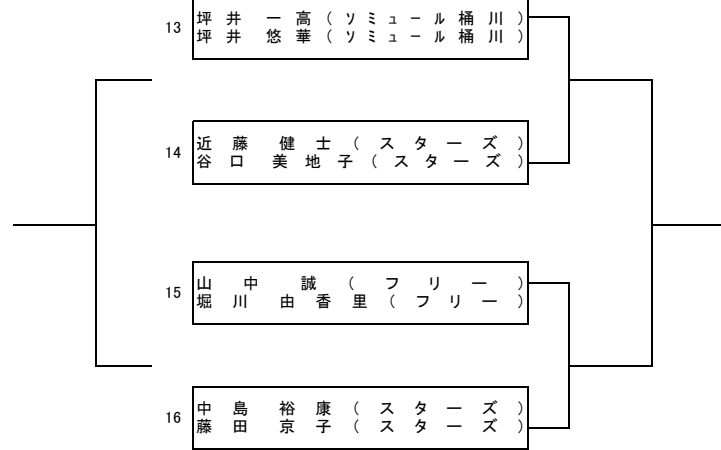 13
坪井 一高(ソミュール桶川)
坪井 悠華(ソミュール桶川)
14
近藤 健士(スターズ)
谷口 美地子(スターズ)
15
山中 誠(フリー)
堀川 由香里(フリー)
16
中島 裕康(スターズ)
藤田 京子(スターズ)